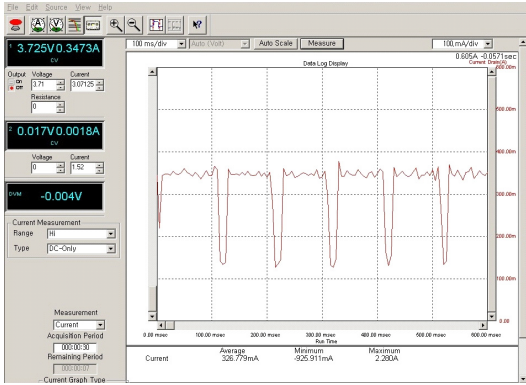 File Edit Source View Help
100 ms/div Auto (Volt) Auto Scale Measure 100,mA/div
1 3.725V 0.3473A
CV
Output Voltage Current
On
Off
3.71 3.07125
Resistance
0
2 0.017V 0.0018A
CV
Voltage Current
0 1.52
DVM -0.004V
Current Measurement
Range Hi
Type DC-Only
Measurement
Current
Acquisition Period
000:00:30
Remaining Period
000:00:07
Current Graph Type
Data Log Display
0.605A -0.0571sec
Current Drain(A)
600.00m
500.00m
400.00m
300.00m
200.00m
100.00m
0.00
0.00 msec 100.00 msec 200.00 msec 300.00 msec 400.00 msec 500.00 msec 600.00 msec
Run Time
Average Minimum Maximum
Current 326.779mA -925.911mA 2.280A